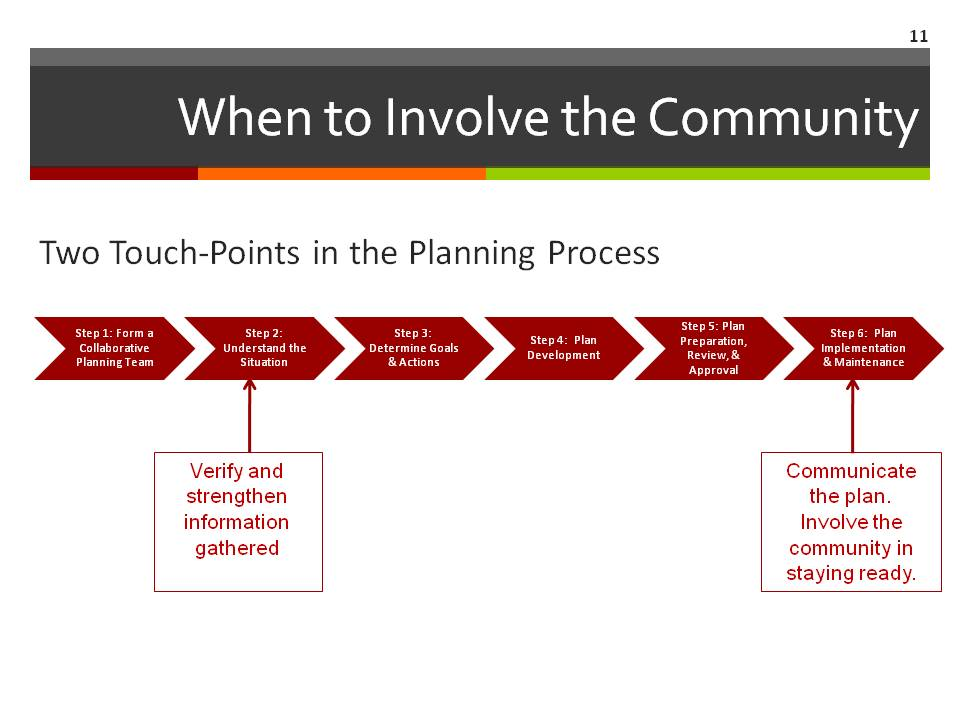 11
When to Involve the Community
Two Touch-Points in the Planning Process
Step 1: Form a
Collaborative
Planning Team
Step 2:
Understand the
Situation
Step 3:
Determine Goals
& Actions
Step 4:  Plan
Development
Step 5: Plan
Preparation,
Review, &
Approval
Step 6:  Plan
Implementation
& Maintenance
Verify and
strengthen
information
gathered
Communicate
the plan.
Involve the
community in
staying ready.